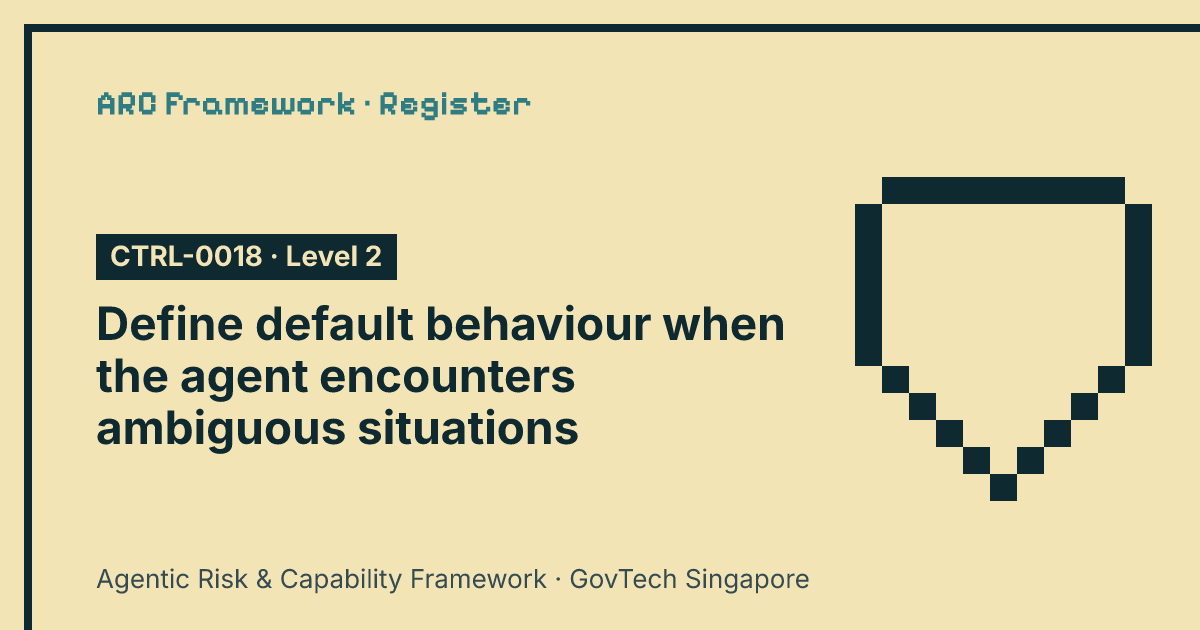 ARC Framework · Register
CTRL-0018 · Level 2
Define default behaviour when
the agent encounters
ambiguous situations
Agentic Risk & Capability Framework · GovTech Singapore